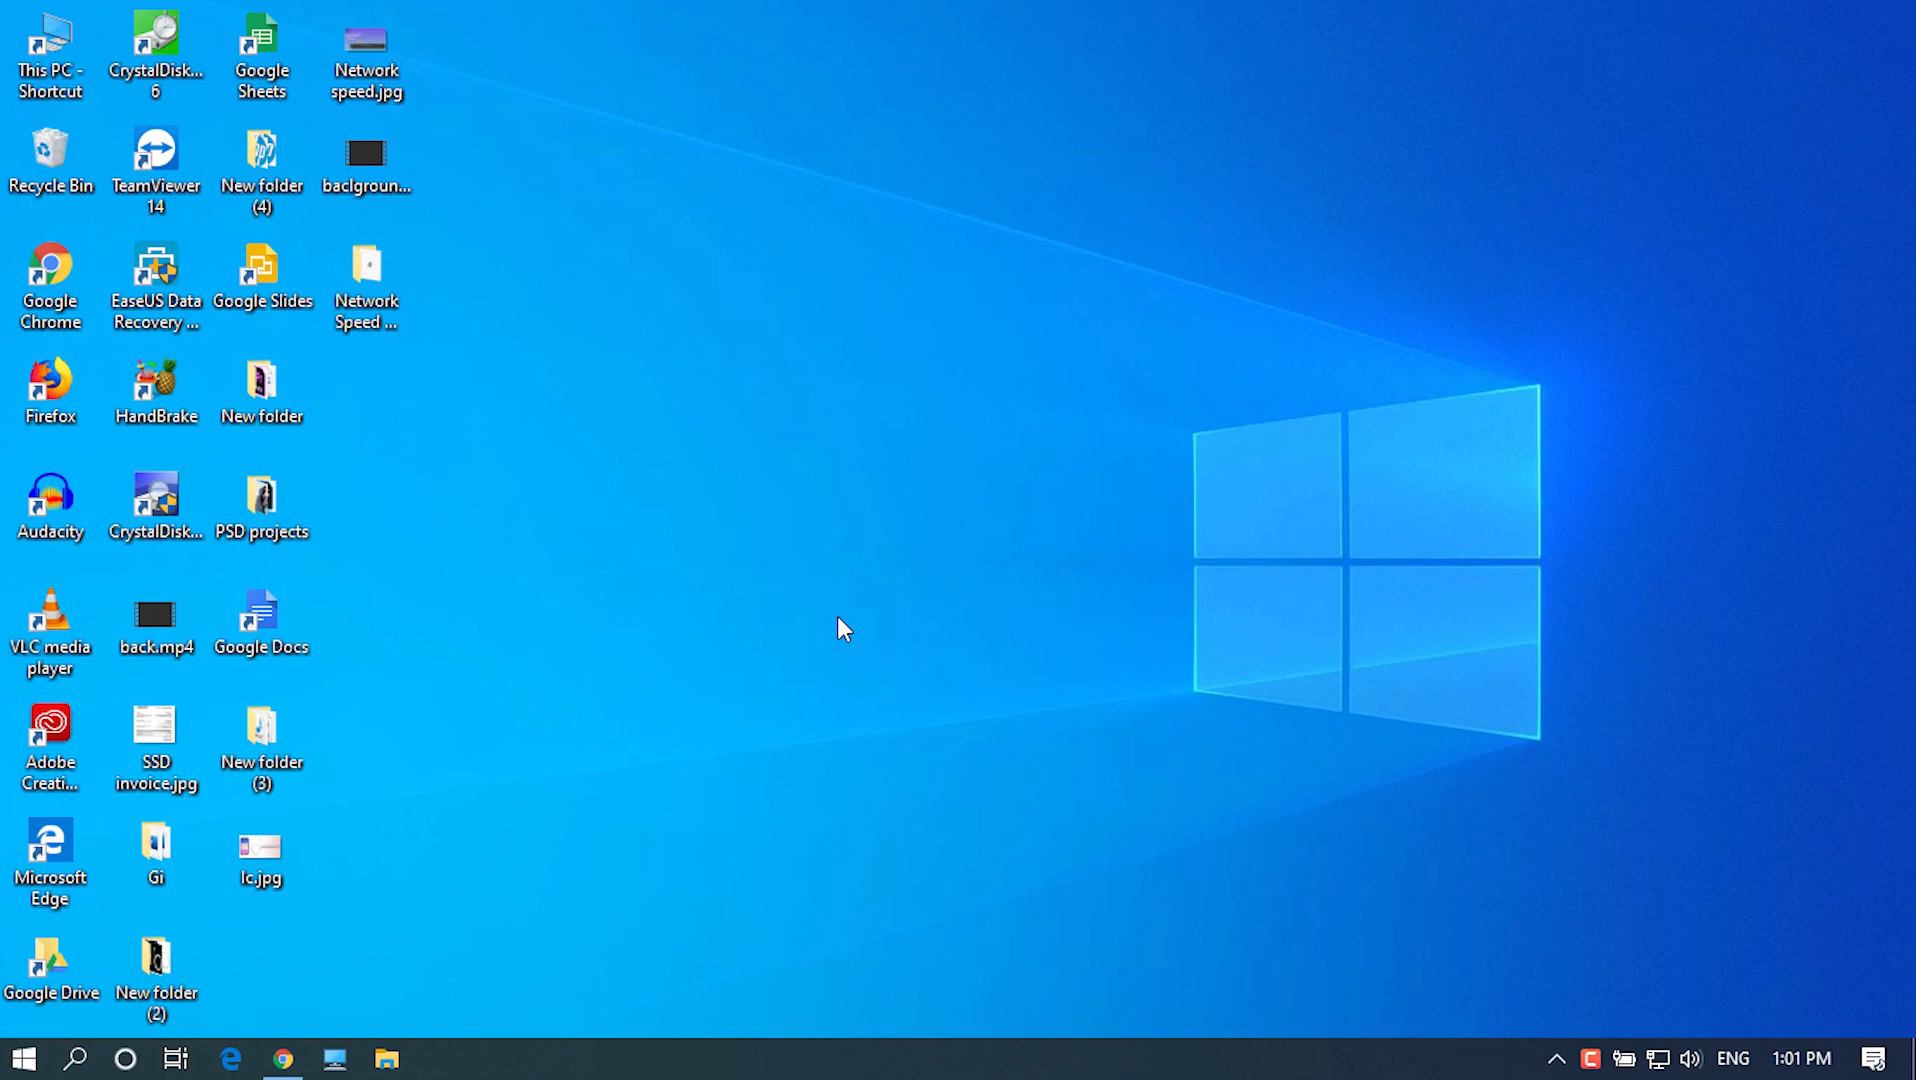 This PC -
Shortcut
CrystalDisk...
6
Google
Sheets
Network
speed.jpg
Recycle Bin
TeamViewer
14
New folder
(4)
baclgroun...
Google
Chrome
EaseUS Data
Recovery ...
Google Slides
Network
Speed ...
Firefox
HandBrake
New folder
Audacity
CrystalDisk...
PSD projects
VLC media
player
back.mp4
Google Docs
Adobe
Creati...
SSD
invoice.jpg
New folder
(3)
Microsoft
Edge
Gi
lc.jpg
Google Drive
New folder
(2)
ENG
1:01 PM